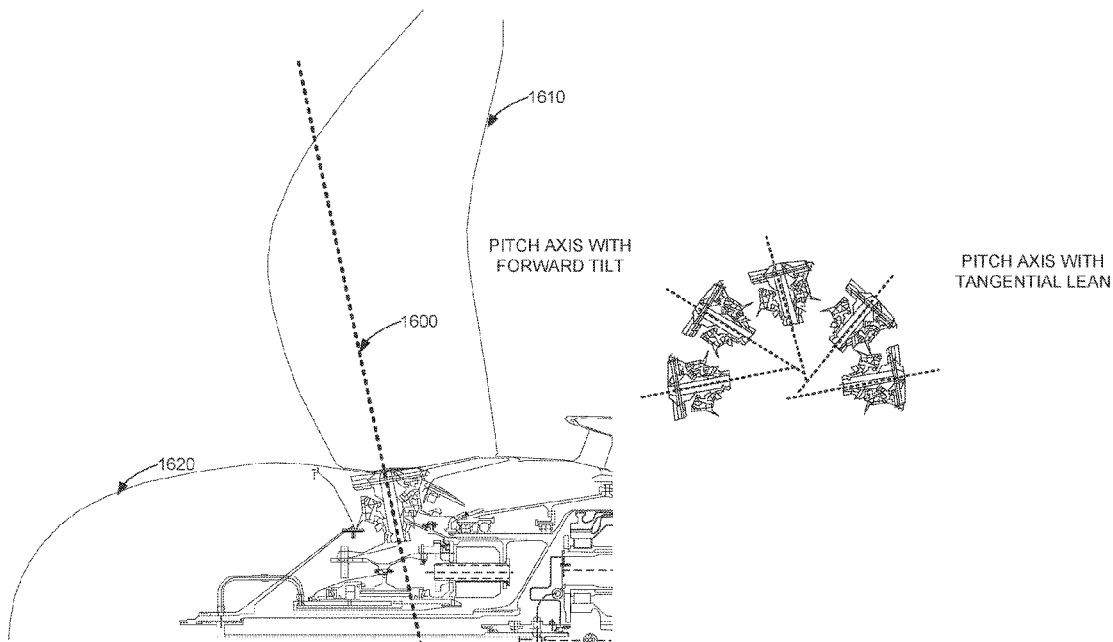 1610
PITCH AXIS WITH
FORWARD TILT
PITCH AXIS WITH
TANGENTIAL LEAN
1600
1620